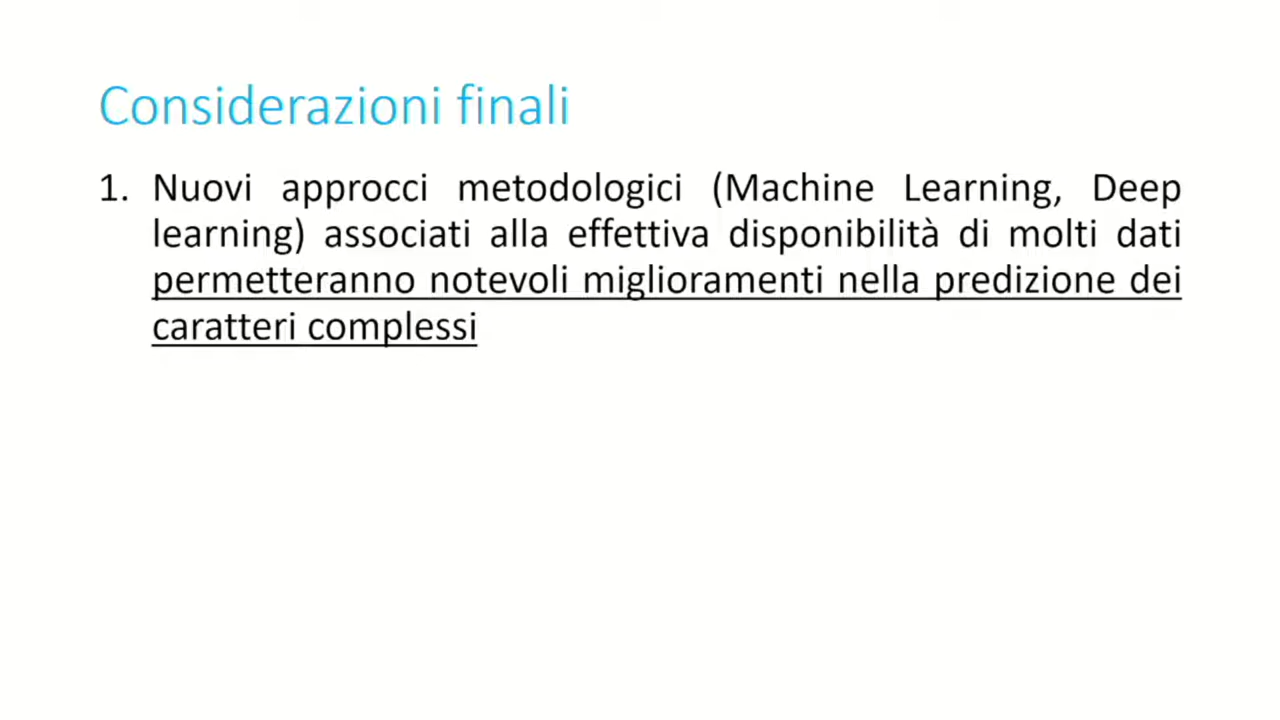 Considerazioni finali
1. Nuovi approcci metodologici (Machine Learning, Deep
learning) associati alla effettiva disponibilità di molti dati
permetteranno notevoli miglioramenti nella predizione dei
caratteri complessi